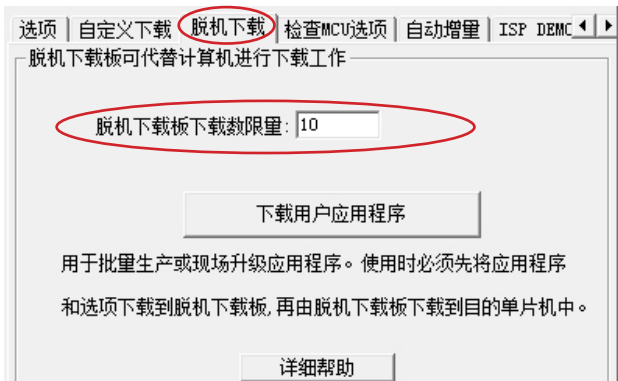 选项 自定义下载 脱机下载 检查MCU选项 自动增量 ISP DEMC
脱机下载板可代替计算机进行下载工作
脱机下载板下载数限量: 10
下载用户应用程序
用于批量生产或现场升级应用程序。使用时必须先将应用程序
和选项下载到脱机下载板,再由脱机下载板下载到目的单片机中。
详细帮助